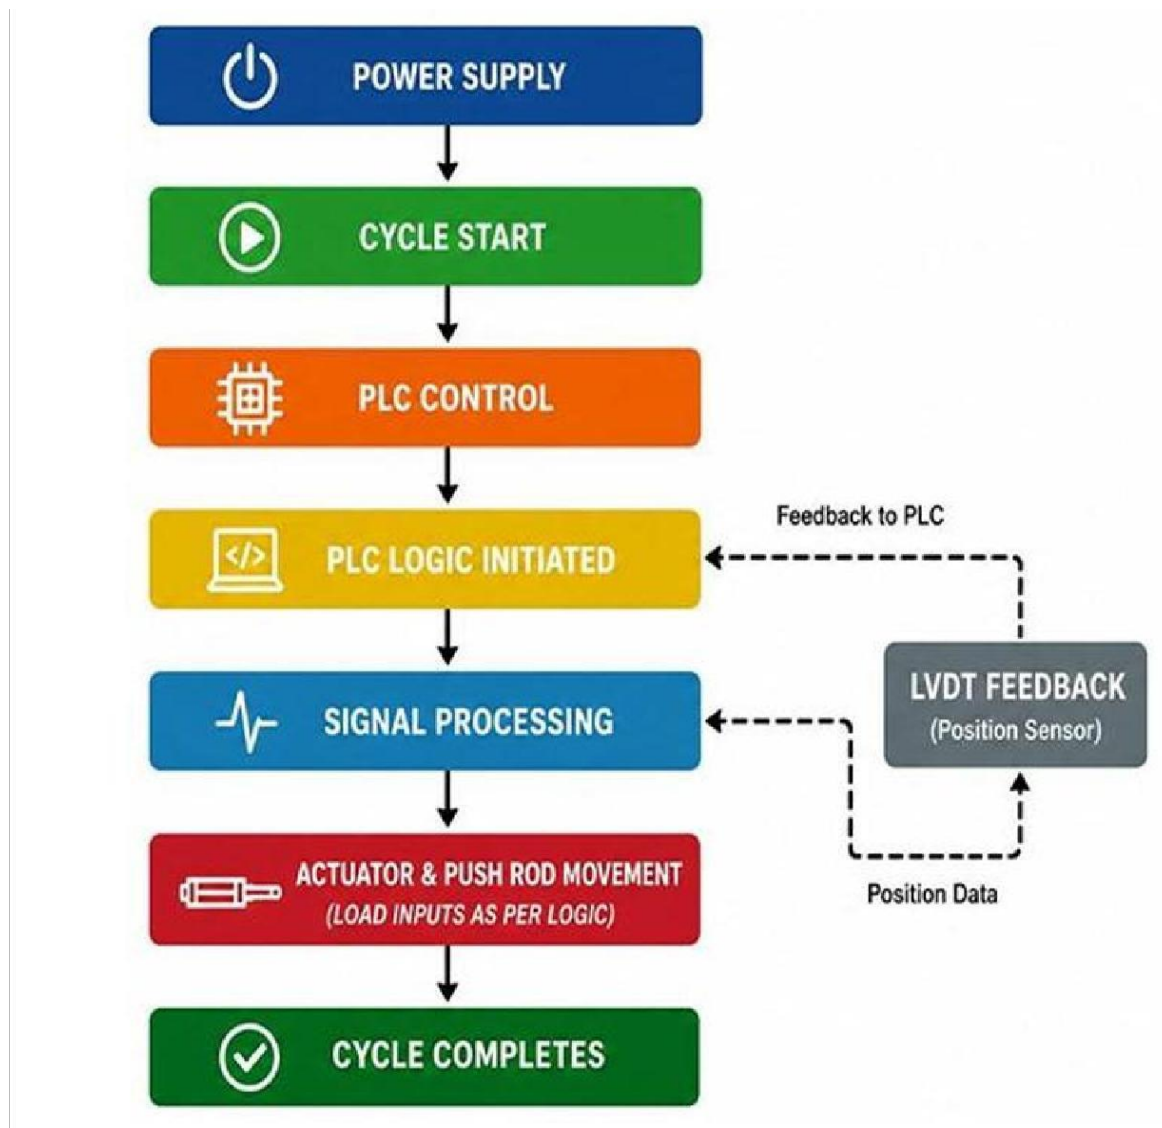 POWER SUPPLY
CYCLE START
PLC CONTROL
Feedback to PLC
</> PLC LOGIC INITIATED
LVDT FEEDBACK
(Position Sensor)
SIGNAL PROCESSING
ACTUATOR & PUSH ROD MOVEMENT
(LOAD INPUTS AS PER LOGIC)
Position Data
CYCLE COMPLETES